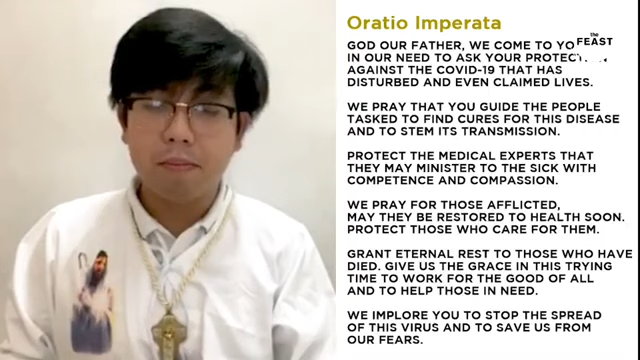 Oratio Imperata
the
FEAST
GOD OUR FATHER, WE COME TO YO
IN OUR NEED TO ASK YOUR PROTECT
AGAINST THE COVID-19 THAT HAS
DISTURBED AND EVEN CLAIMED LIVES.
WE PRAY THAT YOU GUIDE THE PEOPLE
TASKED TO FIND CURES FOR THIS DISEASE
AND TO STEM ITS TRANSMISSION.
PROTECT THE MEDICAL EXPERTS THAT
THEY MAY MINISTER TO THE SICK WITH
COMPETENCE AND COMPASSION.
WE PRAY FOR THOSE AFFLICTED,
MAY THEY BE RESTORED TO HEALTH SOON.
PROTECT THOSE WHO CARE FOR THEM.
GRANT ETERNAL REST TO THOSE WHO HAVE
DIED. GIVE US THE GRACE IN THIS TRYING
TIME TO WORK FOR THE GOOD OF ALL
AND TO HELP THOSE IN NEED.
WE IMPLORE YOU TO STOP THE SPREAD
OF THIS VIRUS AND TO SAVE US FROM
OUR FEARS.